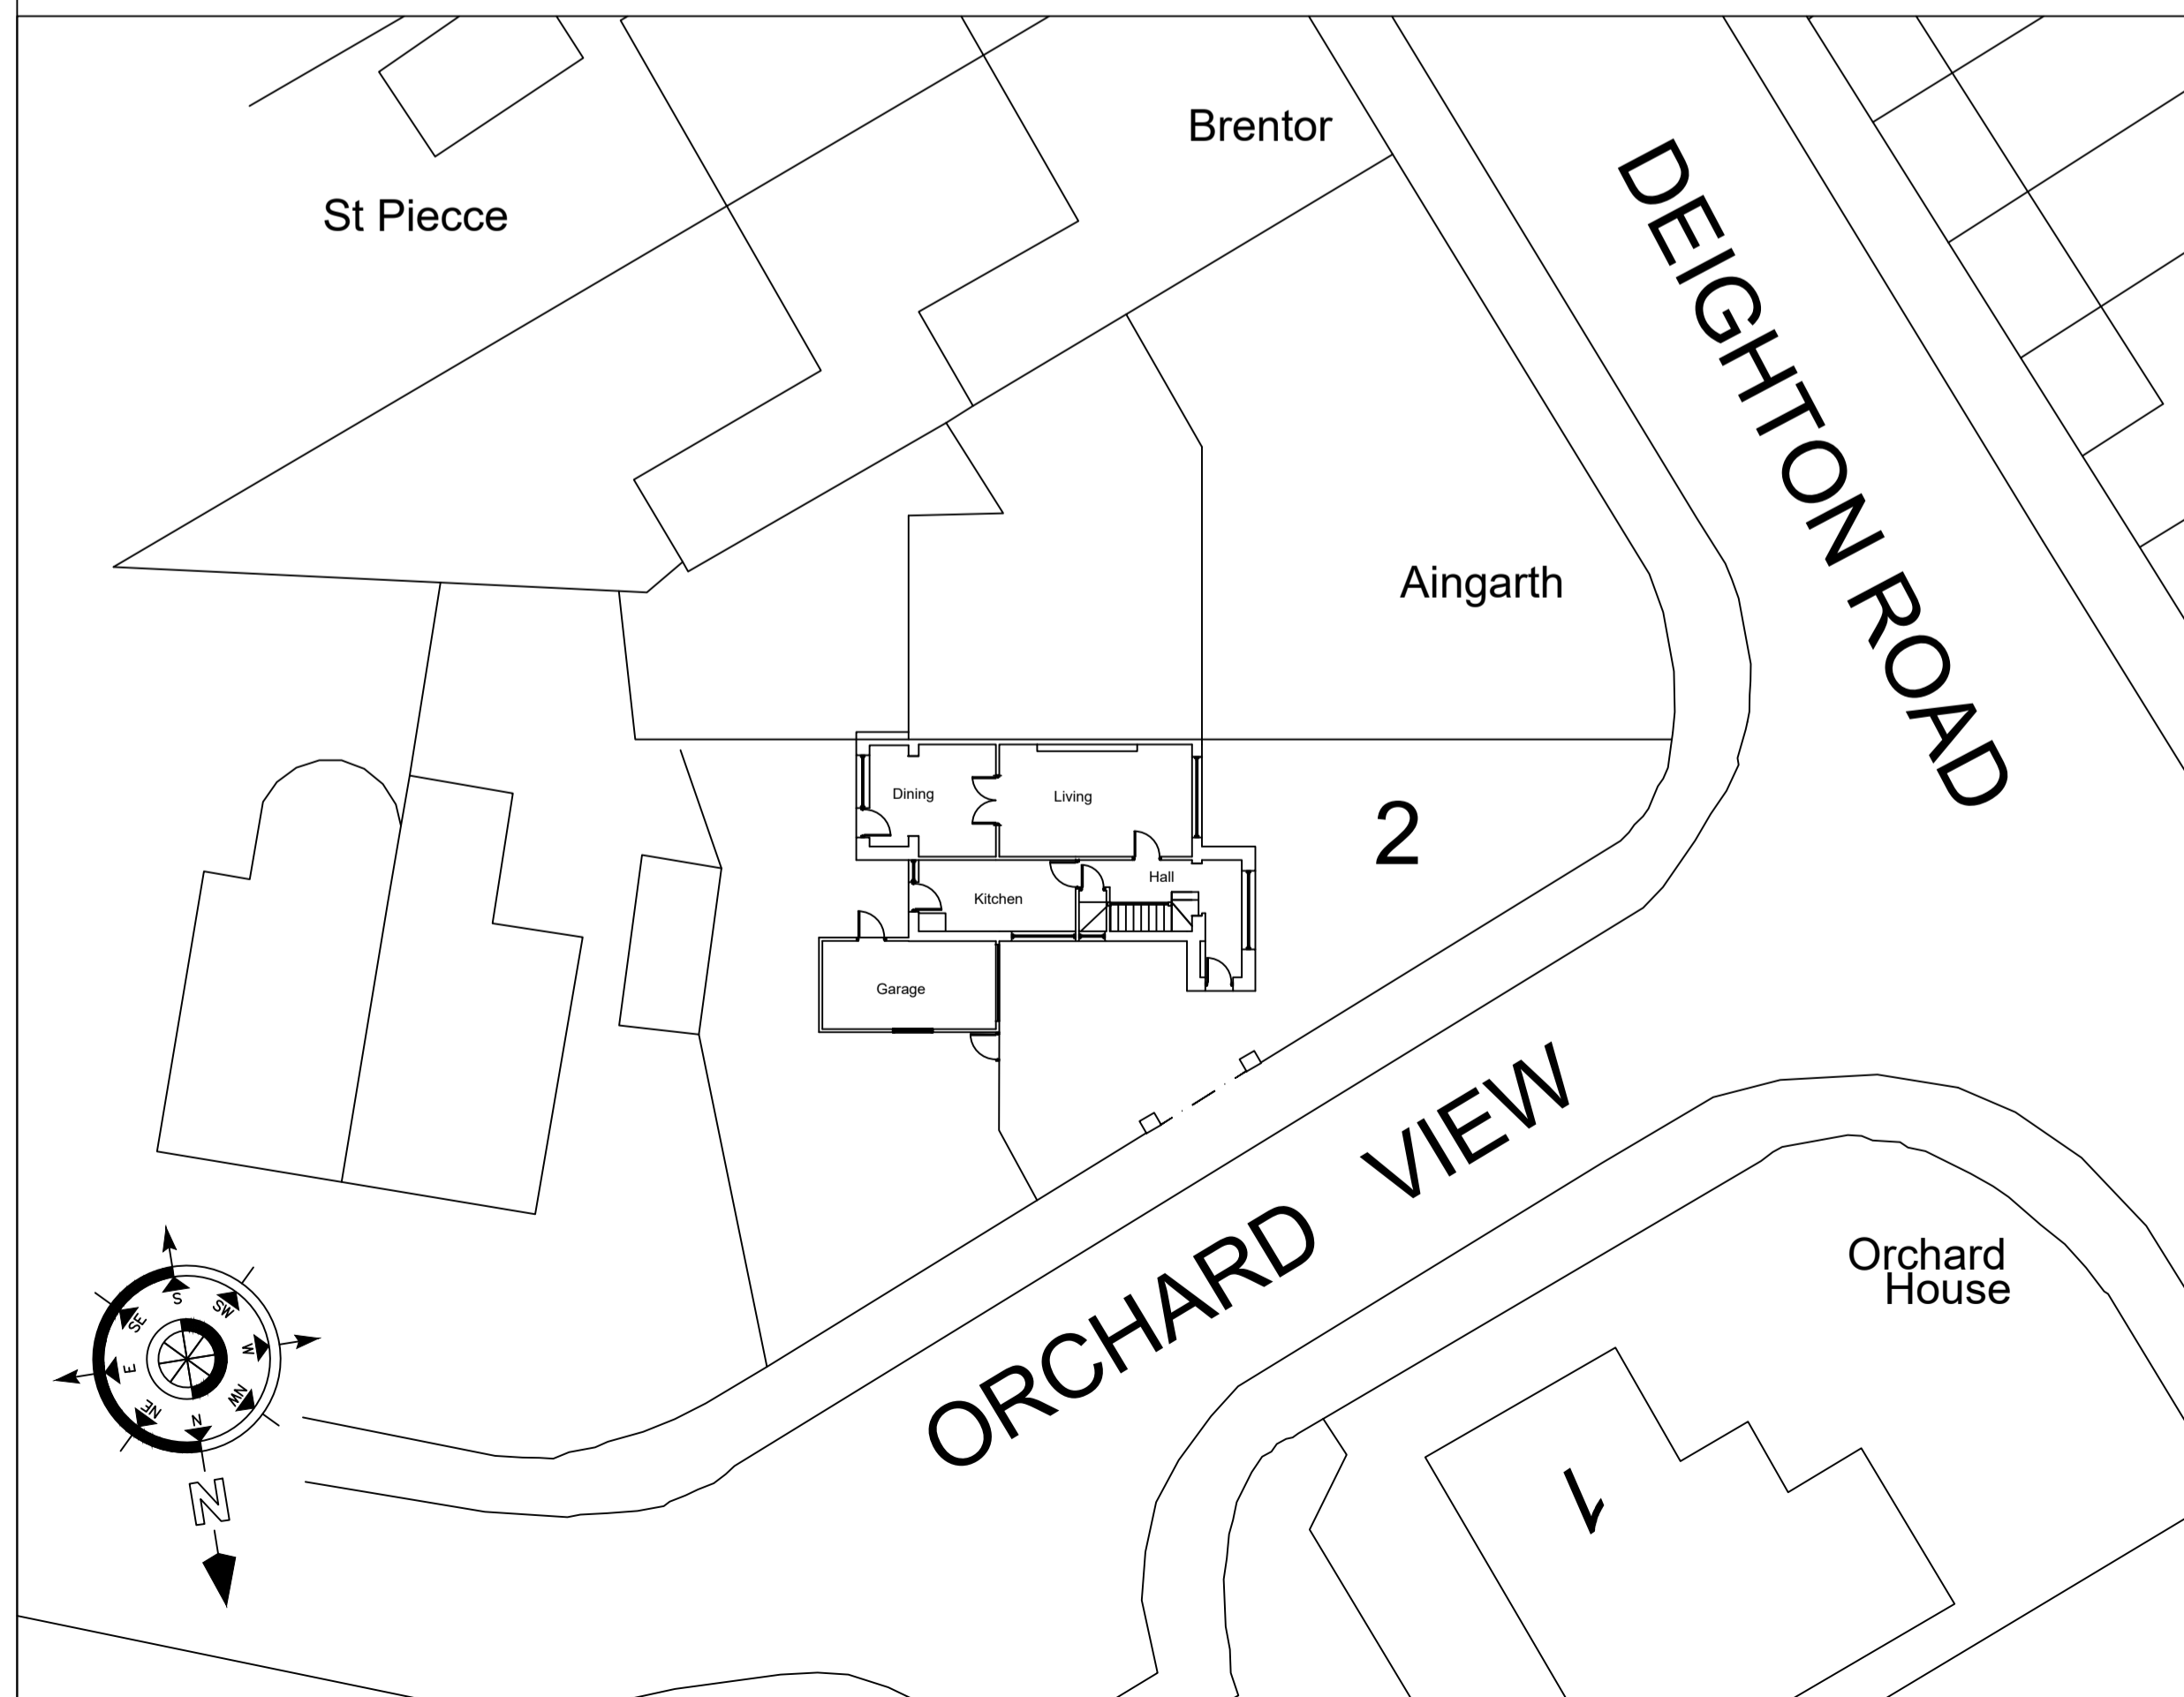 Brentor
St Piecce
DEIGHTON ROAD
Aingarth
Dining
Living
2
Hall
Kitchen
Garage
ORCHARD VIEW
Orchard
House
S
SW
W
NW
N
NE
E
SE
N
1